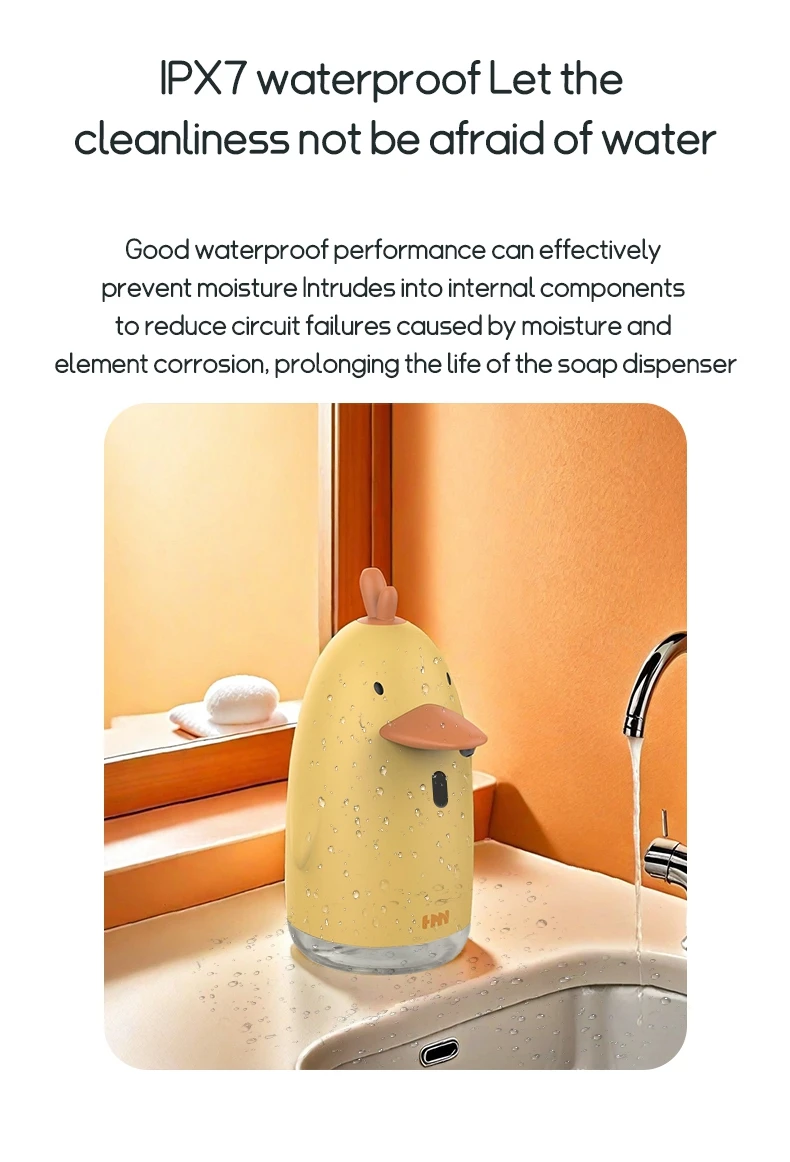 IPX7 waterproof Let the
cleanliness not be afraid of water
Good waterproof performance can effectively
prevent moisture Intrudes into internal components
to reduce circuit failures caused by moisture and
element corrosion, prolonging the life of the soap dispenser